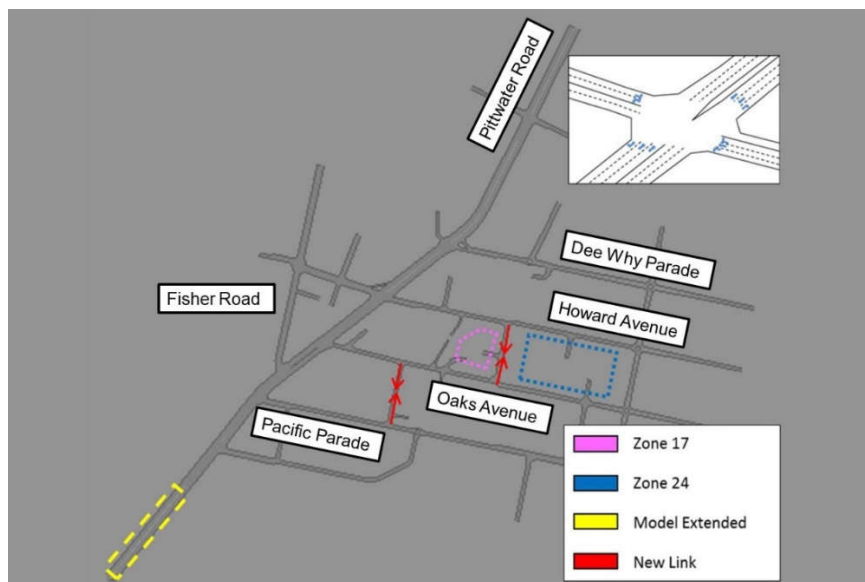 Pittwater Road
Dee Why Parade
Fisher Road
Howard Avenue
Oaks Avenue
Pacific Parade
Zone 17
Zone 24
Model Extended
New Link